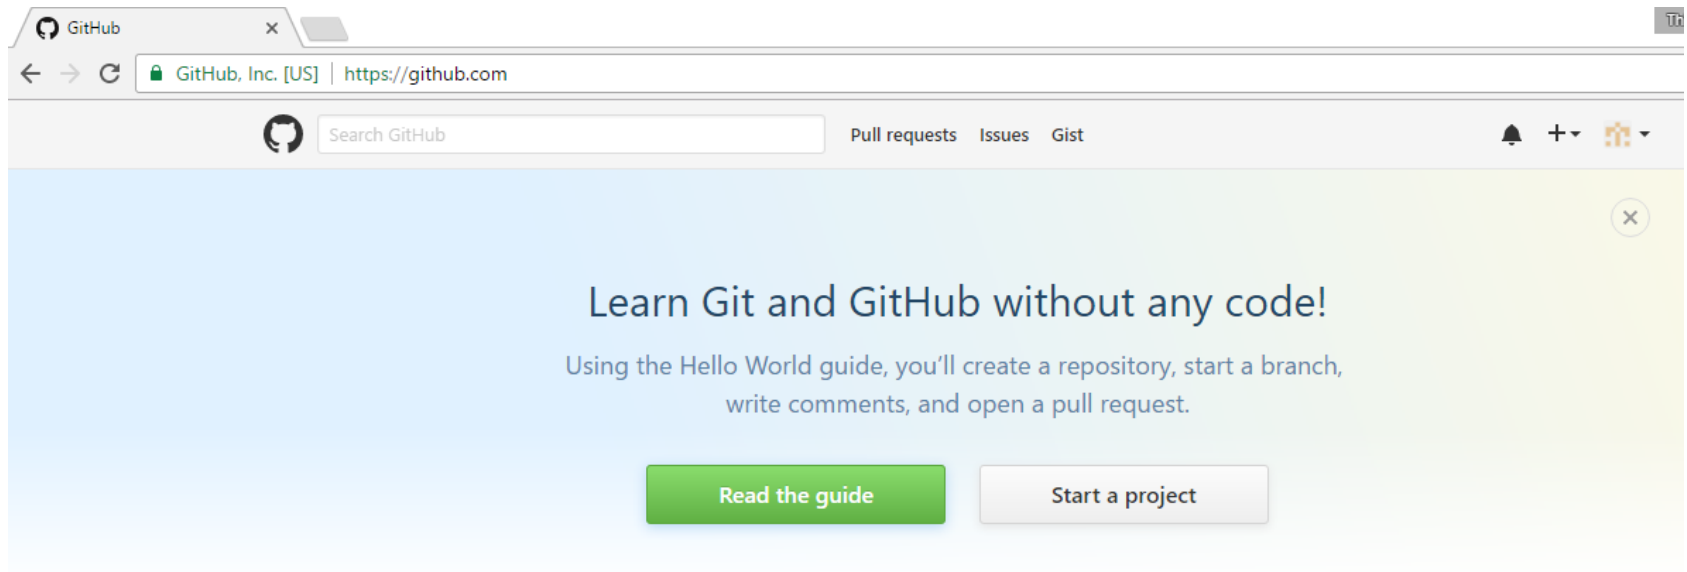 GitHub
GitHub, Inc. [US] https://github.com
Search GitHub
Pull requests Issues Gist
Learn Git and GitHub without any code!
Using the Hello World guide, you’ll create a repository, start a branch,
write comments, and open a pull request.
Read the guide Start a project